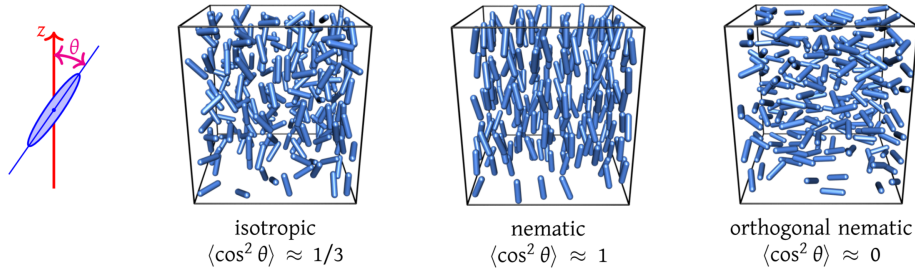 z
θ
isotropic
⟨cos² θ⟩ ≈ 1/3
nematic
⟨cos² θ⟩ ≈ 1
orthogonal nematic
⟨cos² θ⟩ ≈ 0